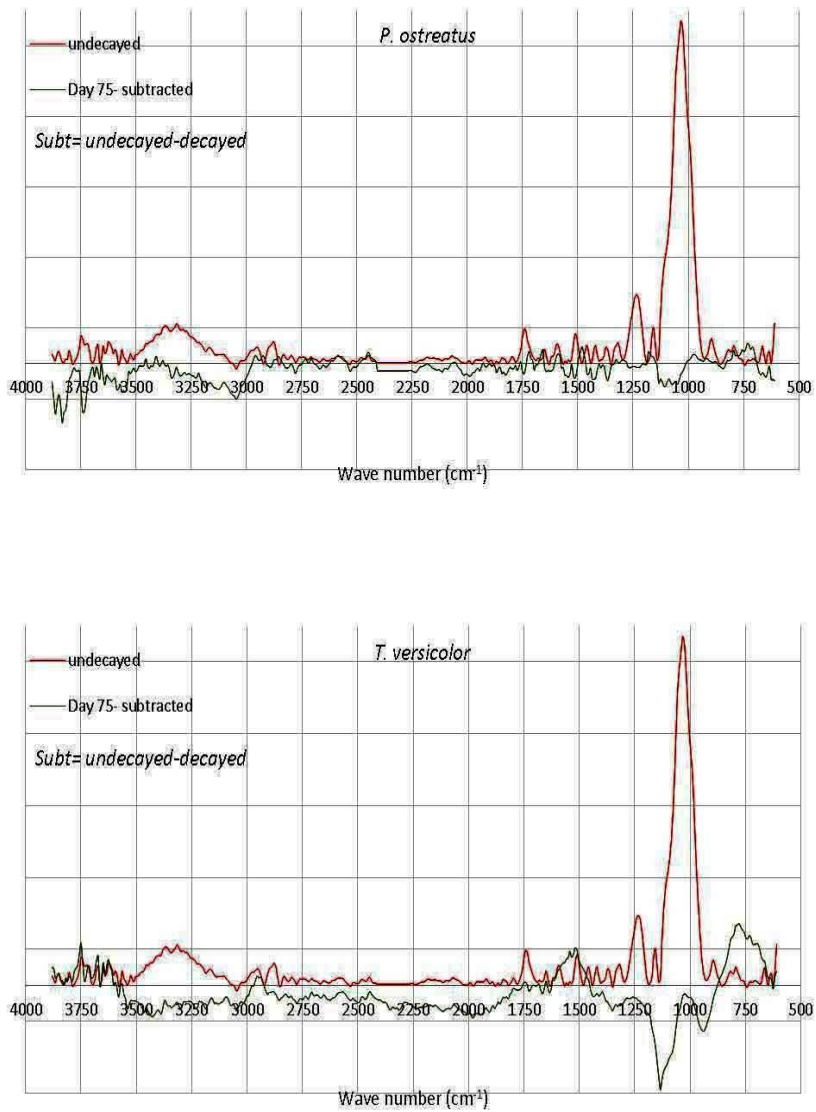 P. ostreatus
undecayed
Day 75- subtracted
Subt= undecayed-decayed
4000 3750 3500 3250 3000 2750 2500 2250 2000 1750 1500 1250 1000 750 500
Wave number (cm-1)
T. versicolor
undecayed
Day 75- subtracted
Subt= undecayed-decayed
4000 3750 3500 3250 3000 2750 2500 2250 2000 1750 1500 1250 1000 750 500
Wave number (cm-1)